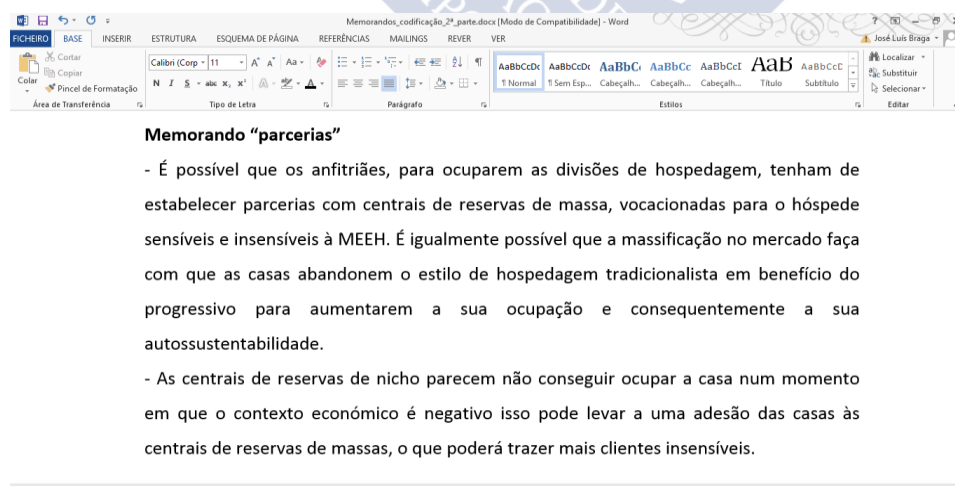 Memorandos_codificação_2ª_parte.docx [Modo de Compatibilidade] - Word
FICHEIRO BASE INSERIR ESTRUTURA ESQUEMA DE PÁGINA REFERÊNCIAS MAILINGS REVER VER José Luís Braga
Colar
Cortar
Copiar
Pincel de Formatação
Área de Transferência
Calibri (Corp 11
N I S abc x, x²
Tipo de Letra
Parágrafo
AaBbCcDc AaBbCcDc AaBbC AaBbCc AaBbCcI AaB AaBbCcD
¶ Normal ¶ Sem Esp... Cabeçalh... Cabeçalh... Cabeçalh... Título Subtítulo
Estilos
Localizar
Substituir
Selecionar
Editar
Memorando “parcerias”
- É possível que os anfitriães, para ocuparem as divisões de hospedagem, tenham de
estabelecer parcerias com centrais de reservas de massa, vocacionadas para o hóspede
sensíveis e insensíveis à MEEH. É igualmente possível que a massificação no mercado faça
com que as casas abandonem o estilo de hospedagem tradicionalista em benefício do
progressivo para aumentarem a sua ocupação e consequentemente a sua
autossustentabilidade.
- As centrais de reservas de nicho parecem não conseguir ocupar a casa num momento
em que o contexto económico é negativo isso pode levar a uma adesão das casas às
centrais de reservas de massas, o que poderá trazer mais clientes insensíveis.